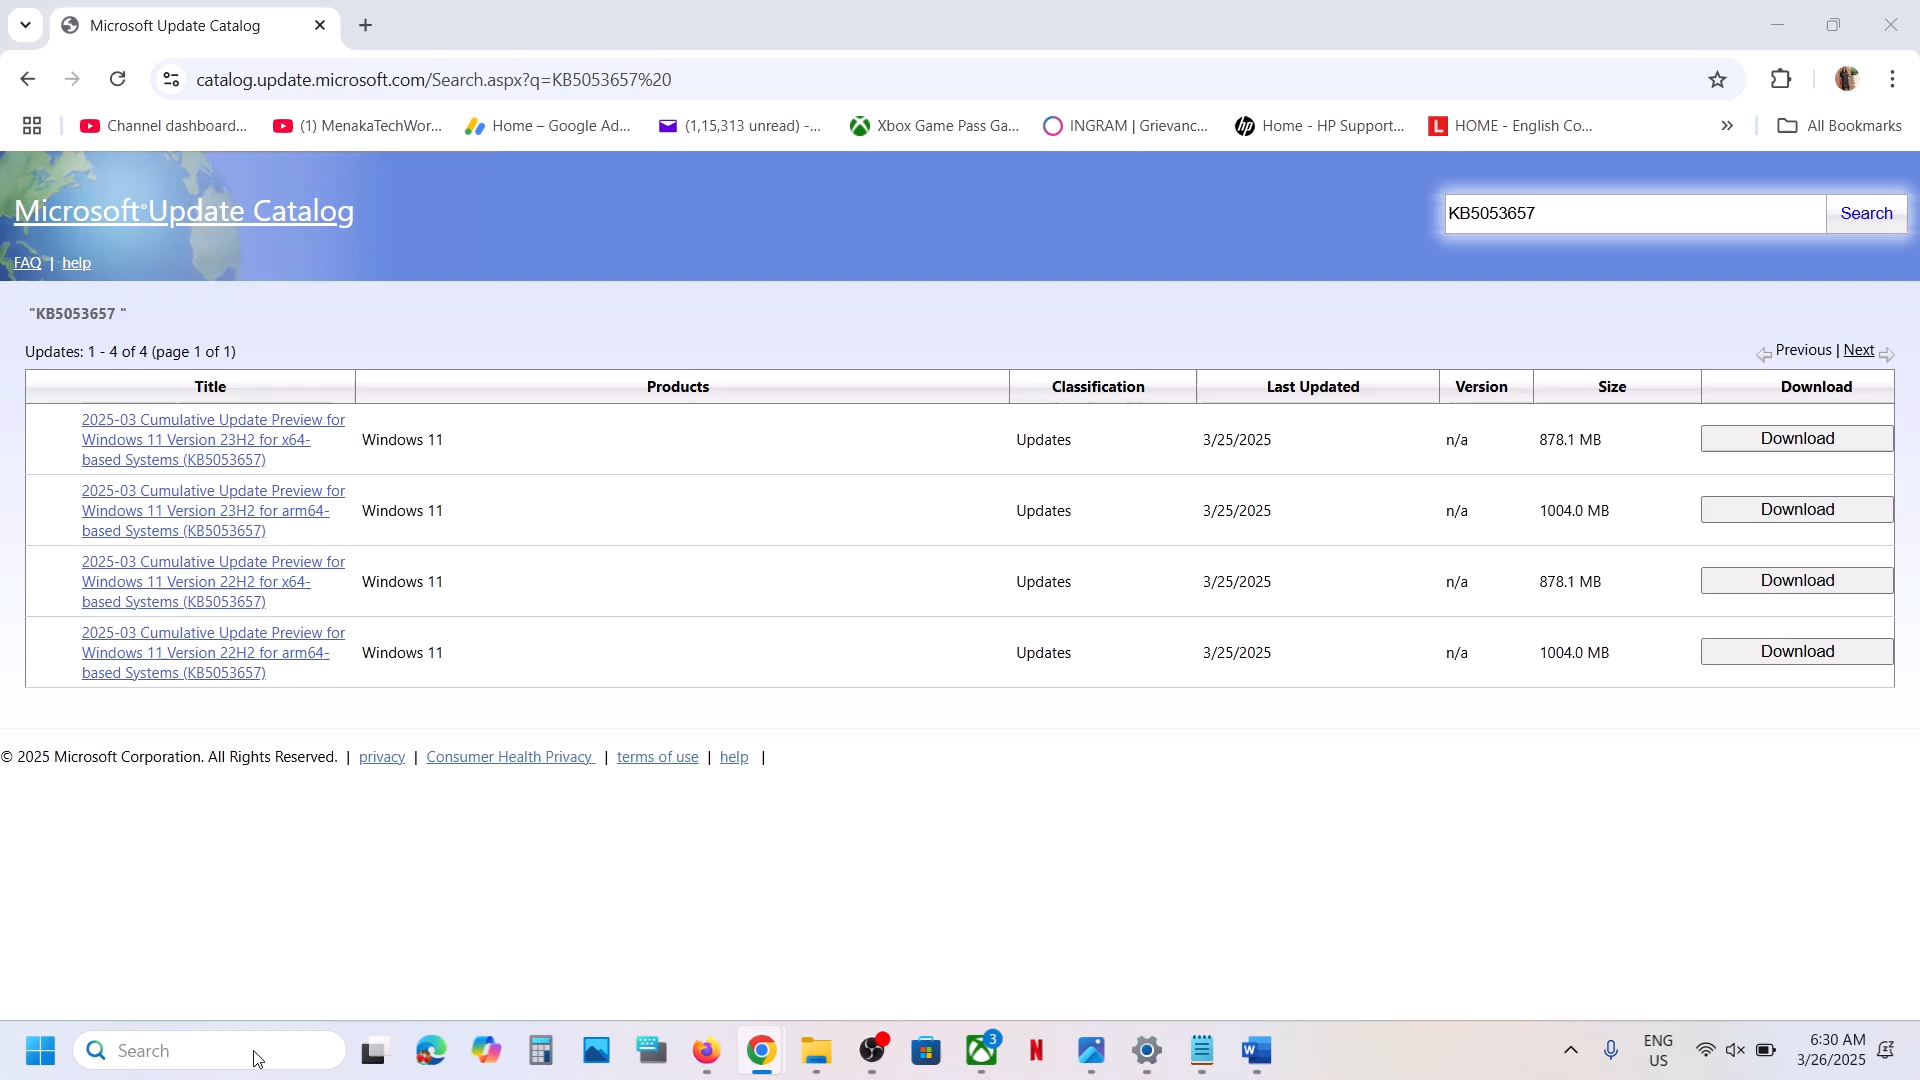 Microsoft Update Catalog
catalog.update.microsoft.com/Search.aspx?q=KB5053657%20
Channel dashboard...
(1) MenakaTechWor...
Home – Google Ad...
(1,15,313 unread) -...
Xbox Game Pass Ga...
INGRAM | Grievanc...
Home - HP Support...
HOME - English Co...
All Bookmarks
Microsoft® Update Catalog
KB5053657
Search
FAQ | help
"KB5053657 "
Updates: 1 - 4 of 4 (page 1 of 1)
Previous | Next
Title Products Classification Last Updated Version Size Download
2025-03 Cumulative Update Preview for
Windows 11 Version 23H2 for x64-
based Systems (KB5053657)
Windows 11 Updates 3/25/2025 n/a 878.1 MB Download
2025-03 Cumulative Update Preview for
Windows 11 Version 23H2 for arm64-
based Systems (KB5053657)
Windows 11 Updates 3/25/2025 n/a 1004.0 MB Download
2025-03 Cumulative Update Preview for
Windows 11 Version 22H2 for x64-
based Systems (KB5053657)
Windows 11 Updates 3/25/2025 n/a 878.1 MB Download
2025-03 Cumulative Update Preview for
Windows 11 Version 22H2 for arm64-
based Systems (KB5053657)
Windows 11 Updates 3/25/2025 n/a 1004.0 MB Download
© 2025 Microsoft Corporation. All Rights Reserved. | privacy | Consumer Health Privacy | terms of use | help |
Search
3
ENG
US
6:30 AM
3/26/2025